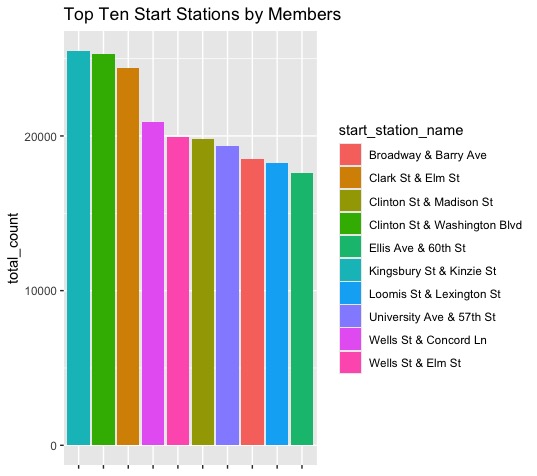 Top Ten Start Stations by Members
total_count
20000
10000
0
start_station_name
Broadway & Barry Ave
Clark St & Elm St
Clinton St & Madison St
Clinton St & Washington Blvd
Ellis Ave & 60th St
Kingsbury St & Kinzie St
Loomis St & Lexington St
University Ave & 57th St
Wells St & Concord Ln
Wells St & Elm St